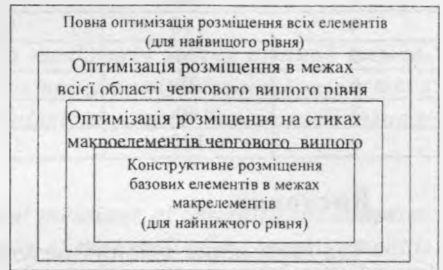 Повна оптимізація розміщення всіх елементів
(для найвищого рівня)
Оптимізація розміщення в межах
всієї області чергового вищого рівня
Оптимізація розміщення на стиках
макроелементів чергового вищого
Конструктивне розміщення
базових елементів в межах
макрелементи
(для найнижчого рівня)